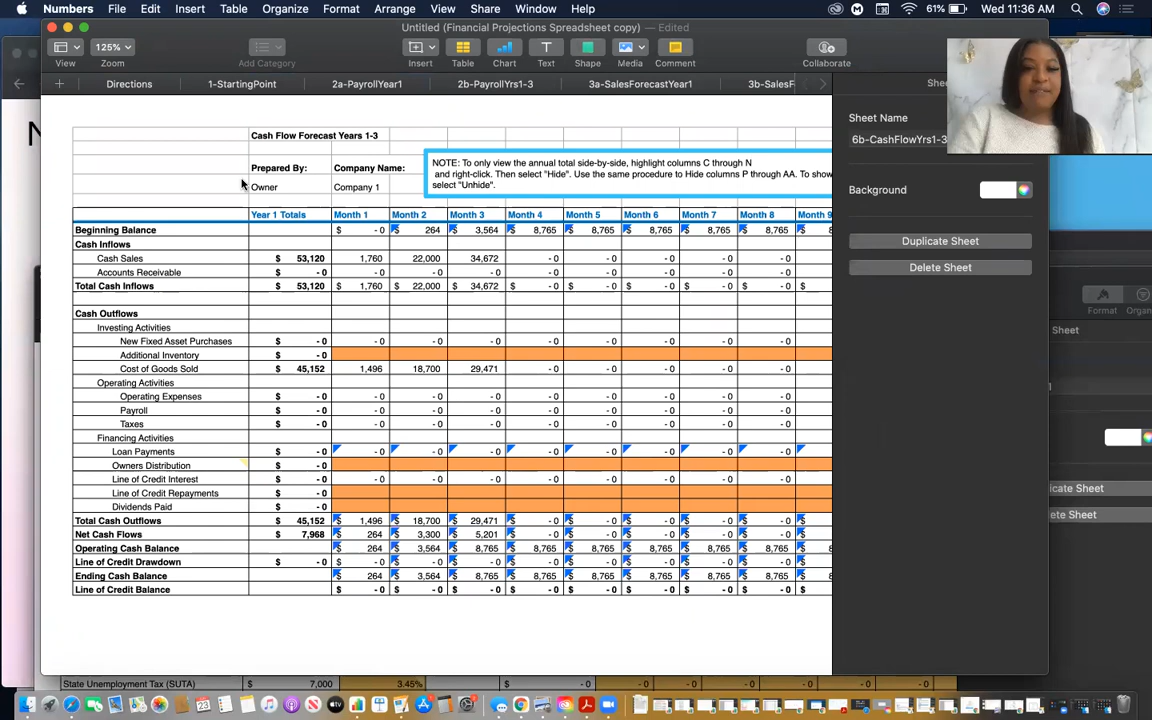 Numbers File Edit Insert Table Organize Format Arrange View Share Window Help 61% Wed 11:36 AM
Untitled (Financial Projections Spreadsheet copy) — Edited
125%
View Zoom Add Category Insert Table Chart Text Shape Media Comment Collaborate
Directions 1-StartingPoint 2a-PayrollYear1 2b-PayrollYrs1-3 3a-SalesForecastYear1 3b-SalesF
Sheet Name
6b-CashFlowYrs1-3
Background
Duplicate Sheet
Delete Sheet
Cash Flow Forecast Years 1-3
Prepared By: Company Name:
Owner Company 1
NOTE: To only view the annual total side-by-side, highlight columns C through N
and right-click. Then select "Hide". Use the same procedure to Hide columns P through AA. To show
select "Unhide".
Year 1 Totals Month 1 Month 2 Month 3 Month 4 Month 5 Month 6 Month 7 Month 8 Month 9
Beginning Balance $ - 0 $ 264 $ 3,564 $ 8,765 $ 8,765 $ 8,765 $ 8,765 $ 8,765 $
Cash Inflows
Cash Sales $ 53,120 1,760 22,000 34,672 - 0 - 0 - 0 - 0 - 0
Accounts Receivable $ - 0 - 0 - 0 - 0 - 0 - 0 - 0 - 0 - 0
Total Cash Inflows $ 53,120 $ 1,760 $ 22,000 $ 34,672 $ - 0 $ - 0 $ - 0 $ - 0 $ - 0 $
Cash Outflows
Investing Activities
New Fixed Asset Purchases $ - 0 - 0 - 0 - 0 - 0 - 0 - 0 - 0 - 0
Additional Inventory $ - 0
Cost of Goods Sold $ 45,152 1,496 18,700 29,471 - 0 - 0 - 0 - 0 - 0
Operating Activities
Operating Expenses $ - 0 - 0 - 0 - 0 - 0 - 0 - 0 - 0 - 0
Payroll $ - 0 - 0 - 0 - 0 - 0 - 0 - 0 - 0 - 0
Taxes $ - 0 - 0 - 0 - 0 - 0 - 0 - 0 - 0 - 0
Financing Activities
Loan Payments $ - 0 - 0 - 0 - 0 - 0 - 0 - 0 - 0 - 0
Owners Distribution $ - 0
Line of Credit Interest $ - 0 - 0 - 0 - 0 - 0 - 0 - 0 - 0 - 0
Line of Credit Repayments $ - 0
Dividends Paid $ - 0
Total Cash Outflows $ 45,152 $ 1,496 $ 18,700 $ 29,471 $ - 0 $ - 0 $ - 0 $ - 0 $ - 0 $
Net Cash Flows $ 7,968 $ 264 $ 3,300 $ 5,201 $ - 0 $ - 0 $ - 0 $ - 0 $ - 0 $
Operating Cash Balance $ 264 $ 3,564 $ 8,765 $ 8,765 $ 8,765 $ 8,765 $ 8,765 $ 8,765 $
Line of Credit Drawdown $ - 0 $ - 0 $ - 0 $ - 0 $ - 0 $ - 0 $ - 0 $ - 0 $ - 0 $
Ending Cash Balance $ 264 $ 3,564 $ 8,765 $ 8,765 $ 8,765 $ 8,765 $ 8,765 $ 8,765 $
Line of Credit Balance $ - 0 $ - 0 $ - 0 $ - 0 $ - 0 $ - 0 $ - 0 $ - 0 $
Format Organ
Sheet
icate Sheet
ete Sheet
State Unemployment Tax (SUTA) $ 7,000 3.45% $ - 0 - 0 - 0 - 0